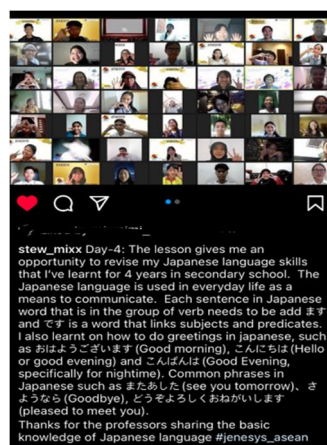 stew_mixx Day-4: The lesson gives me an
opportunity to revise my Japanese language skills
that I've learnt for 4 years in secondary school. The
Japanese language is used in everyday life as a
means to communicate. Each sentence in Japanese
word that is in the group of verb needs to be add ます
and です is a word that links subjects and predicates.
I also learnt on how to do greetings in japanese, such
as おはようございます (Good morning), こんにちは (Hello
or good evening) and こんばんは (Good Evening,
specifically for nightime). Common phrases in
Japanese such as またあした (see you tomorrow)、さ
ようなら (Goodbye), どうぞよろしくおねがいします
(pleased to meet you).
Thanks for the professors sharing the basic
knowledge of Japanese language #jenesys_asean